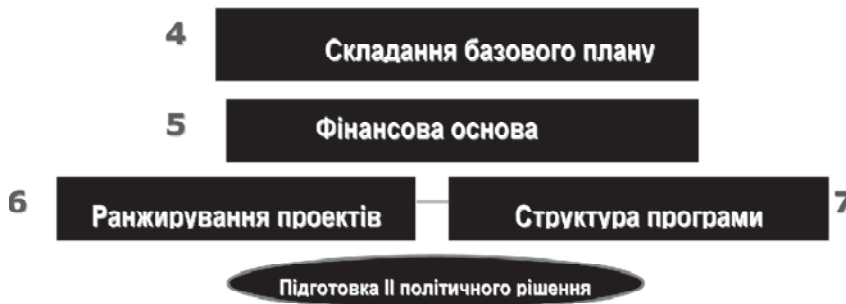 4 Складання базового плану
5 Фінансова основа
6 Ранжирування проектів Структура програми 7
Підготовка ІІ політичного рішення